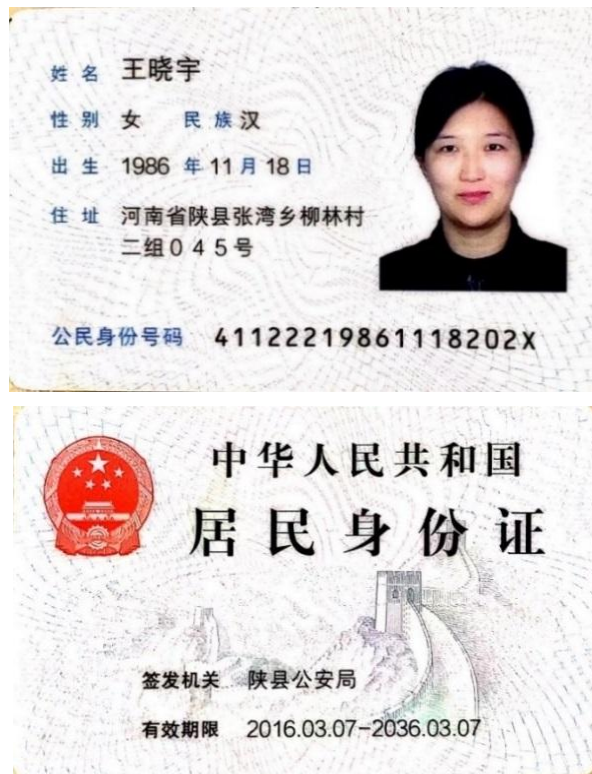 姓名 王晓宇
性别 女 民族 汉
出生 1986 年 11 月 18 日
住址 河南省陕县张湾乡柳林村
二组０４５号
公民身份号码 41122219861118202X
中华人民共和国
居民身份证
签发机关 陕县公安局
有效期限 2016.03.07-2036.03.07